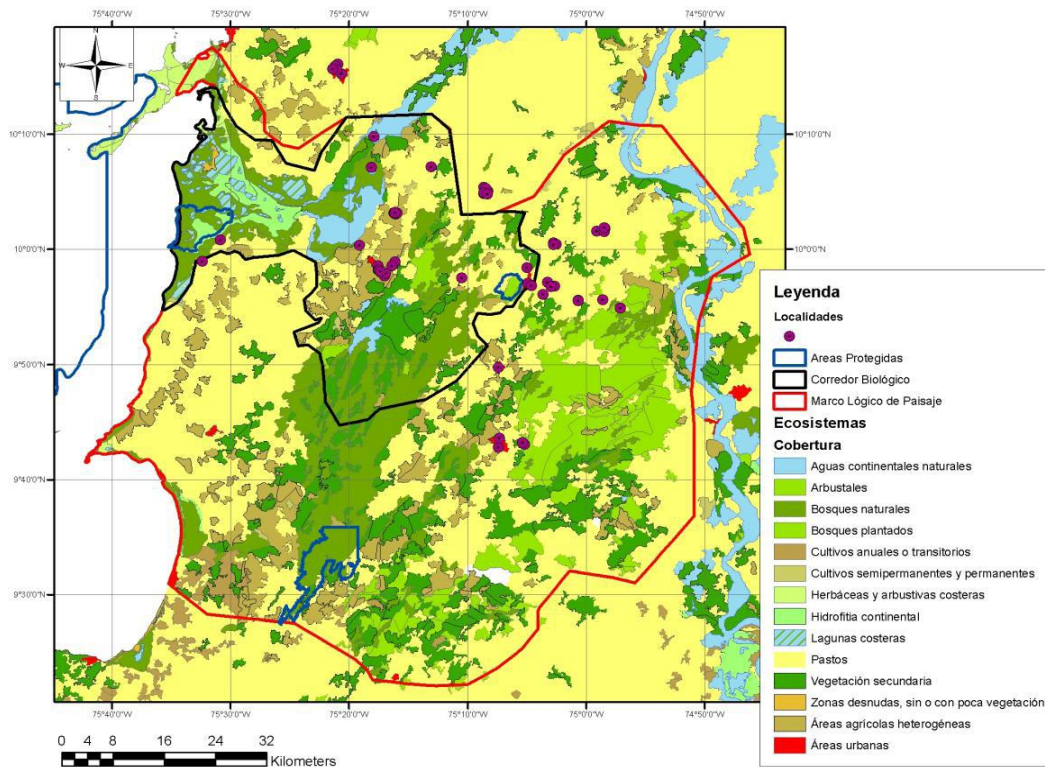 75°40'0"W 75°30'0"W 75°20'0"W 75°10'0"W 75°0'0"W 74°50'0"W
N
W E
S
10°10'0"N 10°10'0"N
10°0'0"N 10°0'0"N
9°50'0"N
9°40'0"N
9°30'0"N
Leyenda
Localidades
Areas Protegidas
Corredor Biológico
Marco Lógico de Paisaje
Ecosistemas
Cobertura
Aguas continentales naturales
Arbustales
Bosques naturales
Bosques plantados
Cultivos anuales o transitorios
Cultivos semipermanentes y permanentes
Herbáceas y arbustivas costeras
Hidrofitia continental
Lagunas costeras
Pastos
Vegetación secundaria
Zonas desnudas, sin o con poca vegetación
Áreas agrícolas heterogéneas
Áreas urbanas
75°40'0"W 75°30'0"W 75°20'0"W 75°10'0"W 75°0'0"W 74°50'0"W
0 4 8 16 24 32
Kilometers